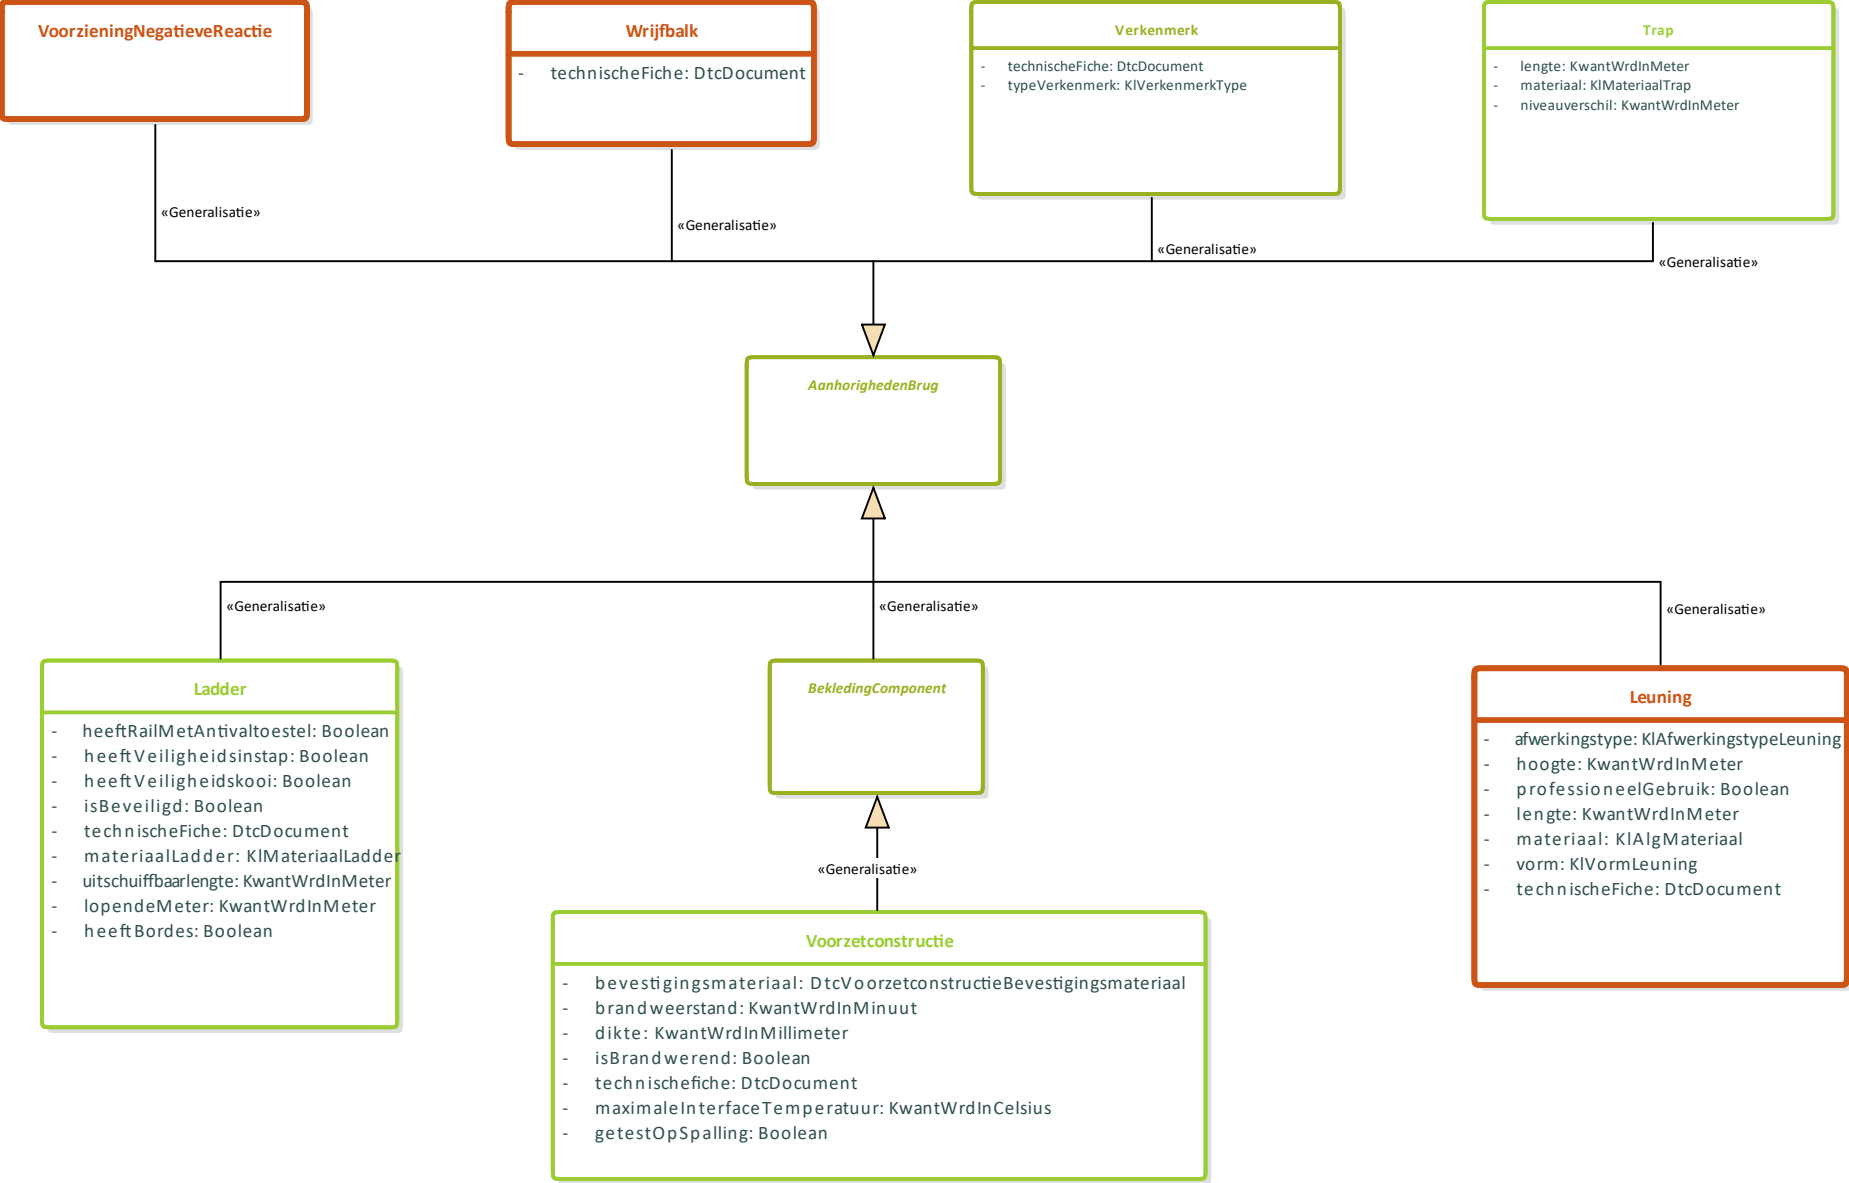 VoorzieningNegatieveReactie
Wrijfbalk
- technischeFiche: DtcDocument
Verkenmerk
- technischeFiche: DtcDocument
- typeVerkenmerk: KlVerkenmerkType
Trap
- lengte: KwantWrdInMeter
- materiaal: KlMateriaalTrap
- niveauverschil: KwantWrdInMeter
«Generalisatie»
«Generalisatie»
«Generalisatie»
«Generalisatie»
AanhorighedenBrug
«Generalisatie»
«Generalisatie»
«Generalisatie»
Ladder
- heeftRailMetAntivaltoestel: Boolean
- heeftVeiligheidsinstap: Boolean
- heeftVeiligheidskooi: Boolean
- isBeveiligd: Boolean
- technischeFiche: DtcDocument
- materiaalLadder: KlMateriaalLadder
- uitschuiffbaarlengte: KwantWrdInMeter
- lopendeMeter: KwantWrdInMeter
- heeftBordes: Boolean
BekledingComponent
Leuning
- afwerkingstype: KlAfwerkingstypeLeuning
- hoogte: KwantWrdInMeter
- professioneelGebruik: Boolean
- lengte: KwantWrdInMeter
- materiaal: KlAlgMateriaal
- vorm: KlVormLeuning
- technischeFiche: DtcDocument
«Generalisatie»
Voorzetconstructie
- bevestigingsmateriaal: DtcVoorzetconstructieBevestigingsmateriaal
- brandweerstand: KwantWrdInMinuut
- dikte: KwantWrdInMillimeter
- isBrandwerend: Boolean
- technischefiche: DtcDocument
- maximaleInterfaceTemperatuur: KwantWrdInCelsius
- getestOpSpalling: Boolean